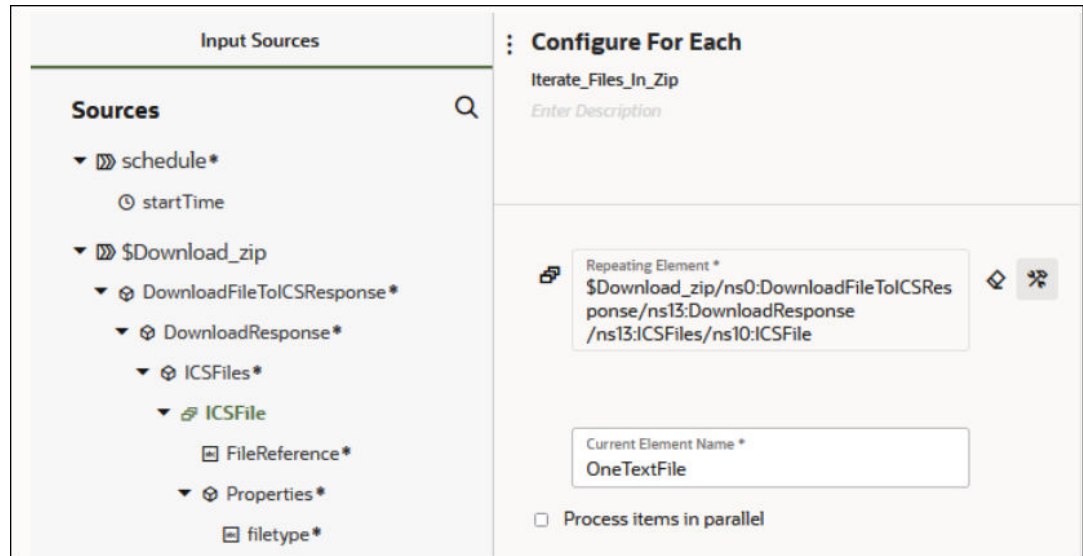 Input Sources
Sources
schedule*
startTime
$Download_zip
DownloadFileToICSResponse*
DownloadResponse*
ICSFiles*
ICSFile
FileReference*
Properties*
filetype*
Configure For Each
Iterate_Files_In_Zip
Enter Description
Repeating Element *
$Download_zip/ns0:DownloadFileToICSRes
ponse/ns13:DownloadResponse
/ns13:ICSFiles/ns10:ICSFile
Current Element Name *
OneTextFile
Process items in parallel